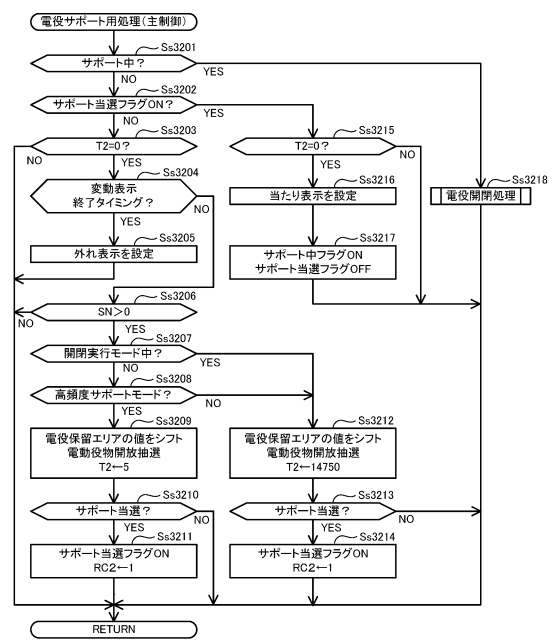 電役サポート用処理(主制御)
Ss3201
サポート中?
YES
NO
Ss3202
サポート当選フラグON?
YES
NO
Ss3203
T2=0?
NO
YES
Ss3204
変動表示
終了タイミング?
NO
YES
Ss3205
外れ表示を設定
Ss3215
T2=0?
NO
YES
Ss3216
当たり表示を設定
Ss3217
サポート中フラグON
サポート当選フラグOFF
Ss3218
電役開閉処理
Ss3206
SN>0
NO
YES
Ss3207
開閉実行モード中?
YES
NO
Ss3208
高頻度サポートモード?
NO
YES
Ss3209
電役保留エリアの値をシフト
電動役物開放抽選
T2←5
Ss3210
サポート当選?
NO
YES
Ss3211
サポート当選フラグON
RC2←1
Ss3212
電役保留エリアの値をシフト
電動役物開放抽選
T2←14750
Ss3213
サポート当選?
NO
YES
Ss3214
サポート当選フラグON
RC2←1
RETURN